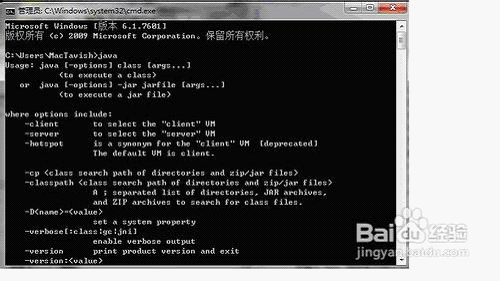 管理员: C:\Windows\system32\cmd.exe
Microsoft Windows [版本 6.1.7601]
版权所有 (c) 2009 Microsoft Corporation。保留所有权利。
C:\Users\MacTavish>java
Usage: java [-options] class [args...]
(to execute a class)
or java [-options] -jar jarfile [args...]
(to execute a jar file)
where options include:
-client to select the "client" VM
-server to select the "server" VM
-hotspot is a synonym for the "client" VM [deprecated]
The default VM is client.
-cp <class search path of directories and zip/jar files>
-classpath <class search path of directories and zip/jar files>
A ; separated list of directories, JAR archives,
and ZIP archives to search for class files.
-D<name>=<value>
set a system property
-verbose[:class|gc|jni]
enable verbose output
-version print product version and exit
-version:<value>
Baidu 经验
jingyan.baidu.com